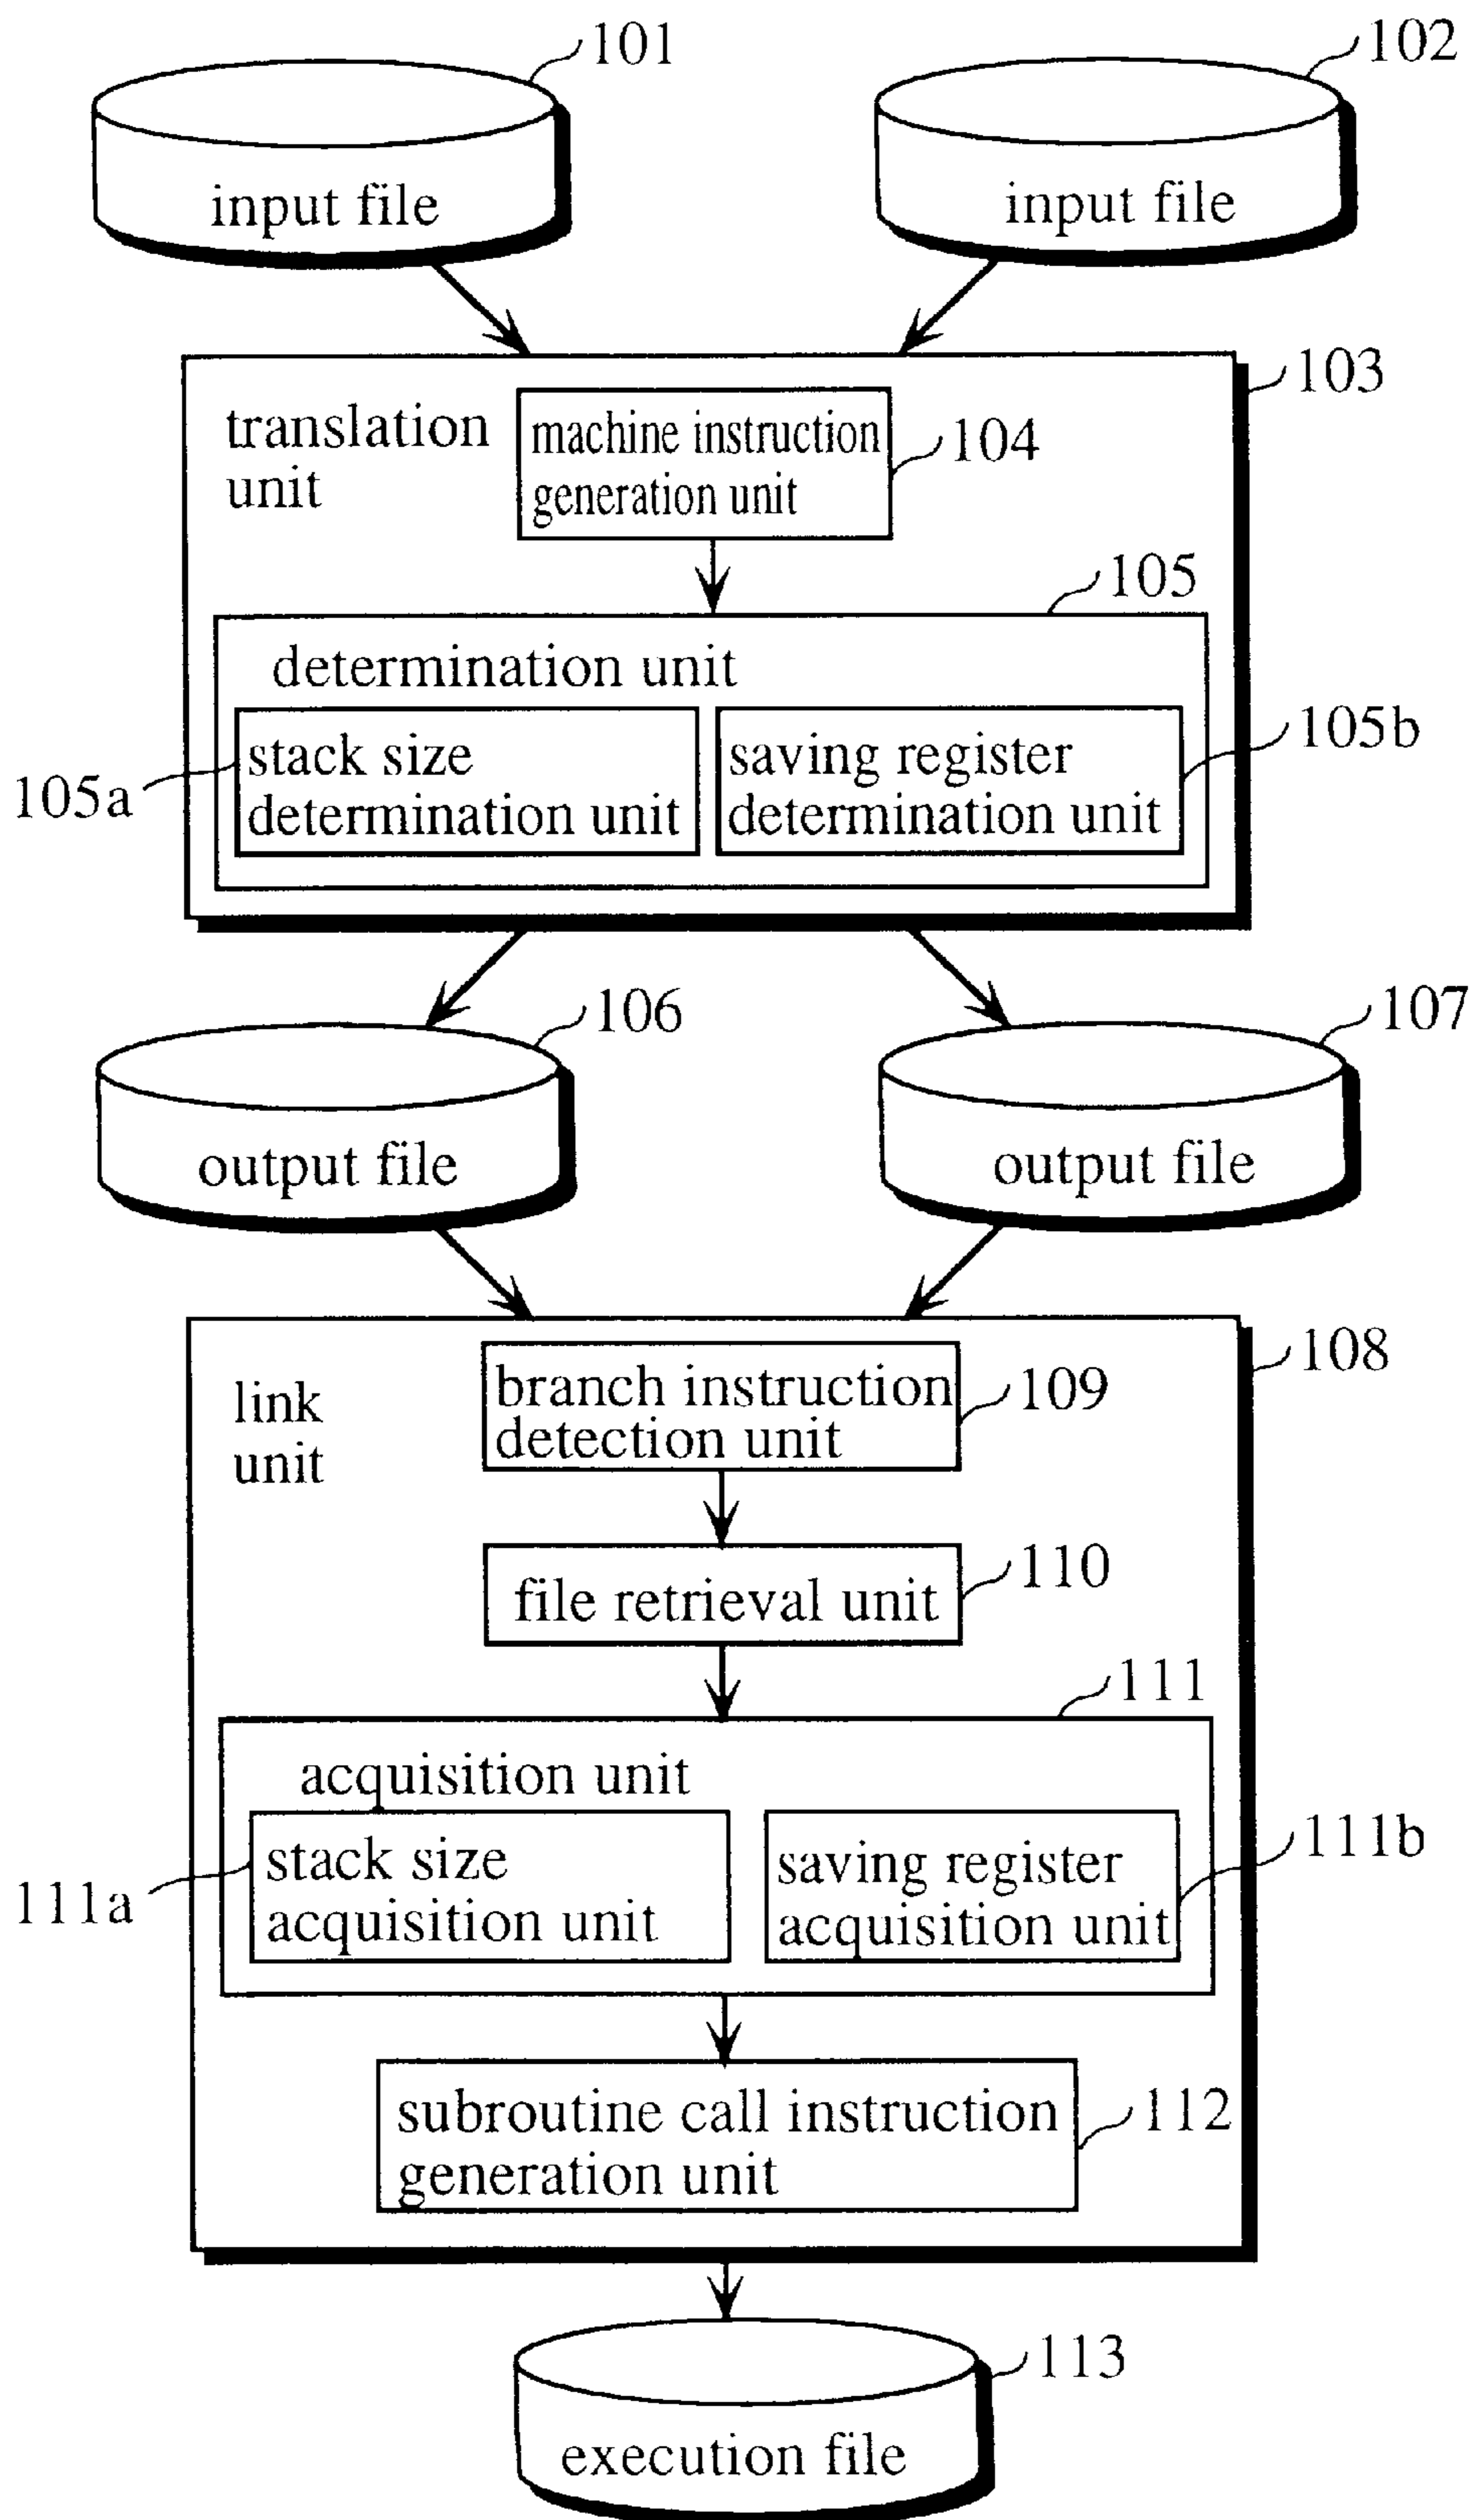 101
102
input file
input file
103
translation
unit
machine instruction
generation unit
104
105
determination unit
stack size
determination unit
saving register
determination unit
105a
105b
106
107
output file
output file
108
link
unit
branch instruction
detection unit
109
file retrieval unit
110
111
acquisition unit
stack size
acquisition unit
saving register
acquisition unit
111a
111b
subroutine call instruction
generation unit
112
113
execution file